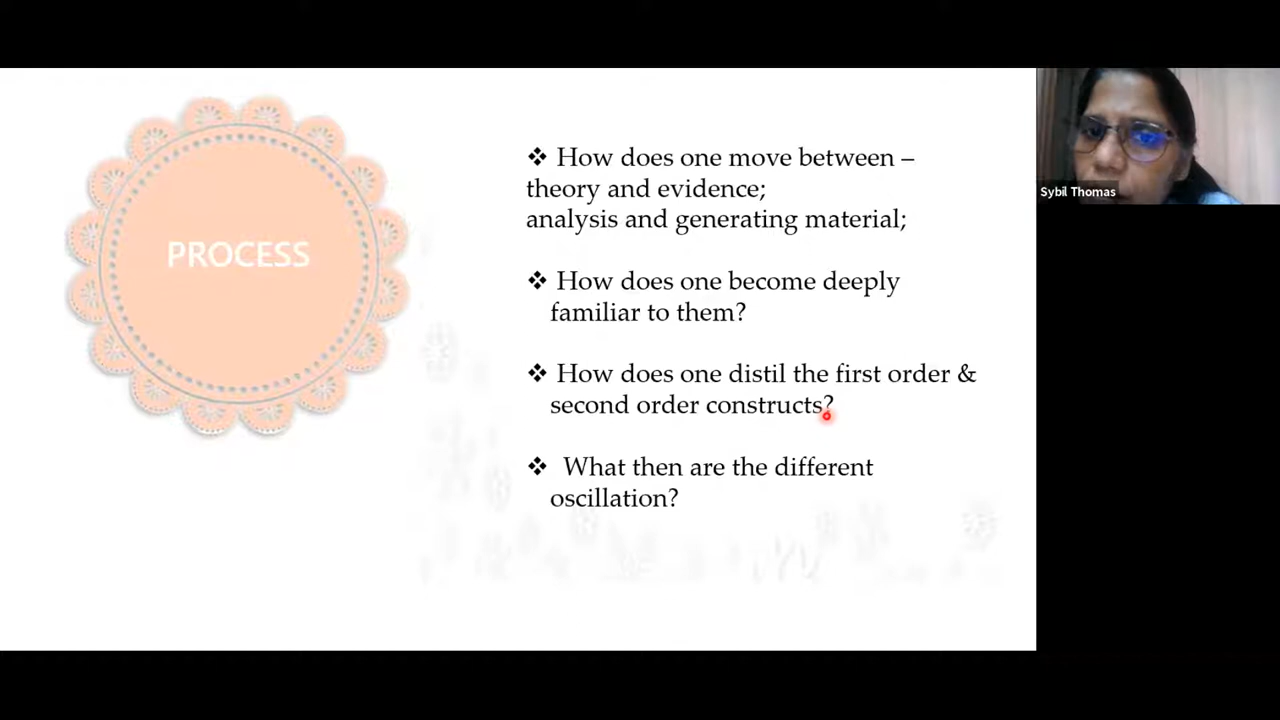 PROCESS
❖ How does one move between –
theory and evidence;
analysis and generating material;
❖ How does one become deeply
familiar to them?
❖ How does one distil the first order &
second order constructs?
❖ What then are the different
oscillation?
Sybil Thomas